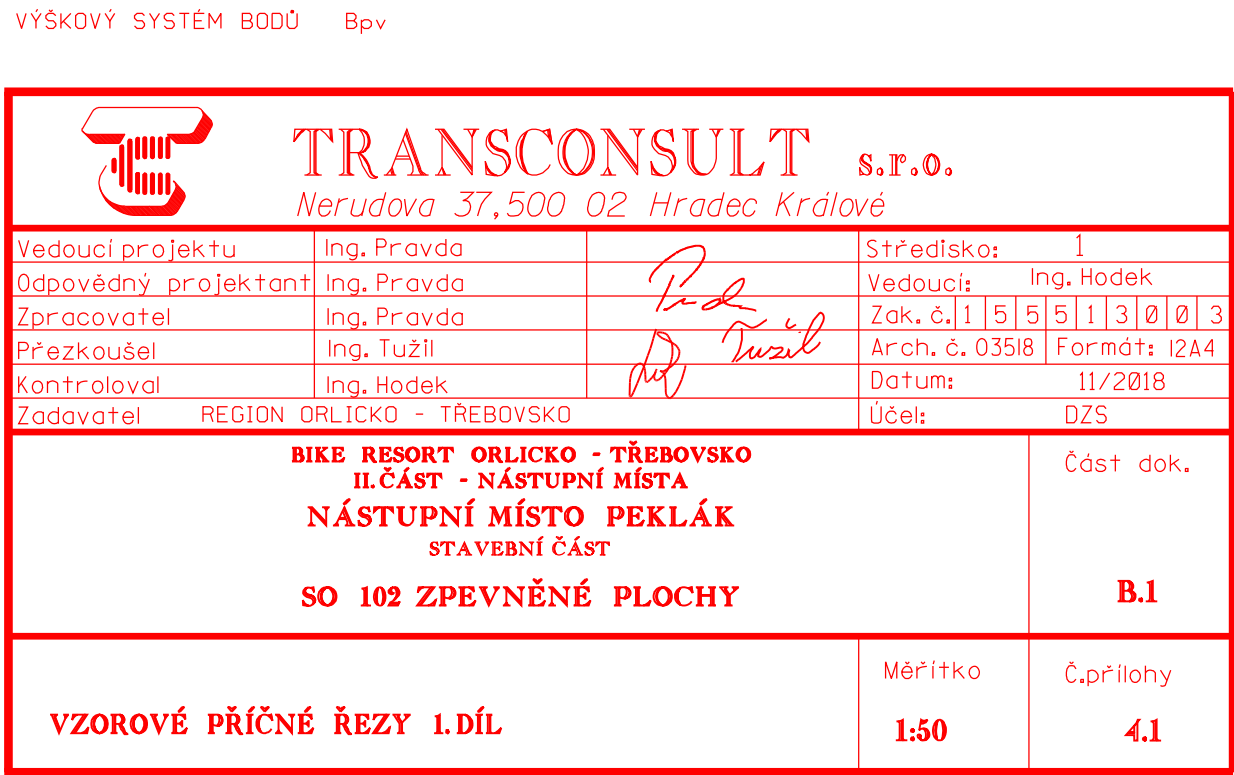 VÝŠKOVÝ SYSTÉM BODŮ Bpv
TRANSCONSULT s.r.o.
Nerudova 37,500 02 Hradec Králové
Vedoucí projektu Ing. Pravda Středisko: 1
Odpovědný projektant Ing. Pravda Vedoucí: Ing. Hodek
Zpracovatel Ing. Pravda Zak. č. 1 5 5 5 1 3 0 0 3
Přezkoušel Ing. Tužil Tužil Arch. č. 03518 Formát: 12A4
Kontroloval Ing. Hodek Datum: 11/2018
Zadavatel REGION ORLICKO - TŘEBOVSKO Účel: DZS
BIKE RESORT ORLICKO - TŘEBOVSKO
II. ČÁST - NÁSTUPNÍ MÍSTA
NÁSTUPNÍ MÍSTO PEKLÁK
STAVEBNÍ ČÁST
SO 102 ZPEVNĚNÉ PLOCHY
Část dok.
B.1
VZOROVÉ PŘÍČNÉ ŘEZY 1. DÍL
Měřítko
1:50
Č.přílohy
4.1